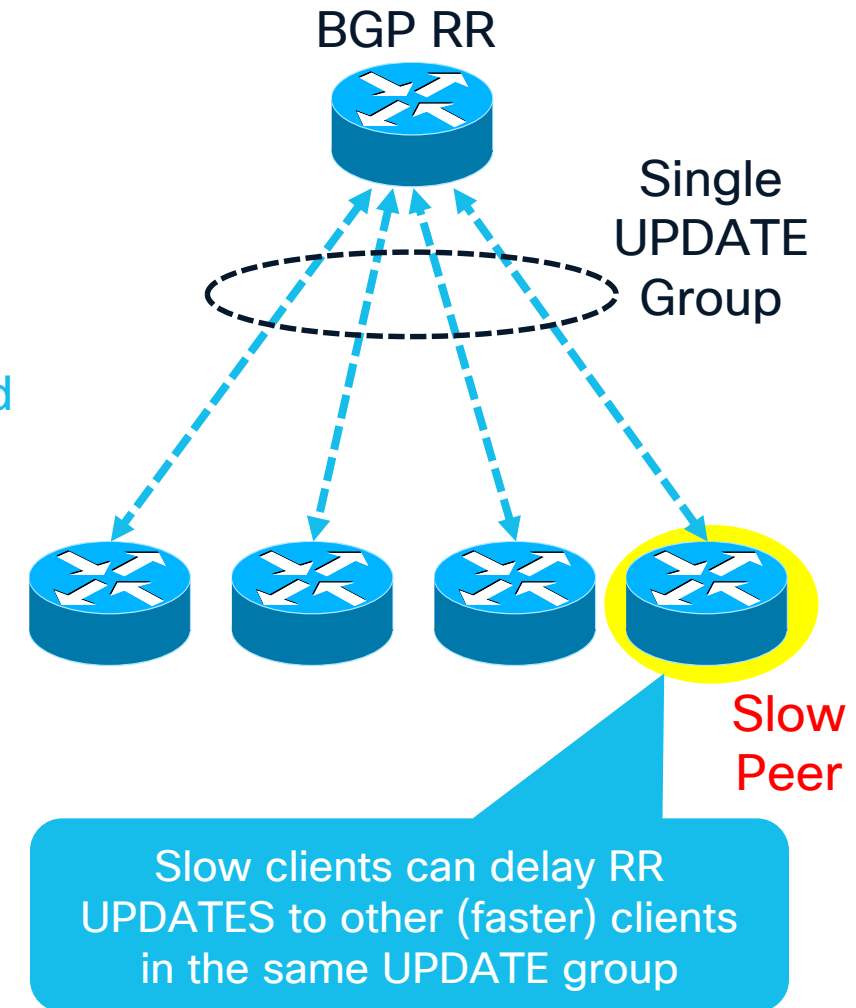 BGP RR
Single
UPDATE
Group
d
Slow
Peer
Slow clients can delay RR
UPDATES to other (faster) clients
in the same UPDATE group